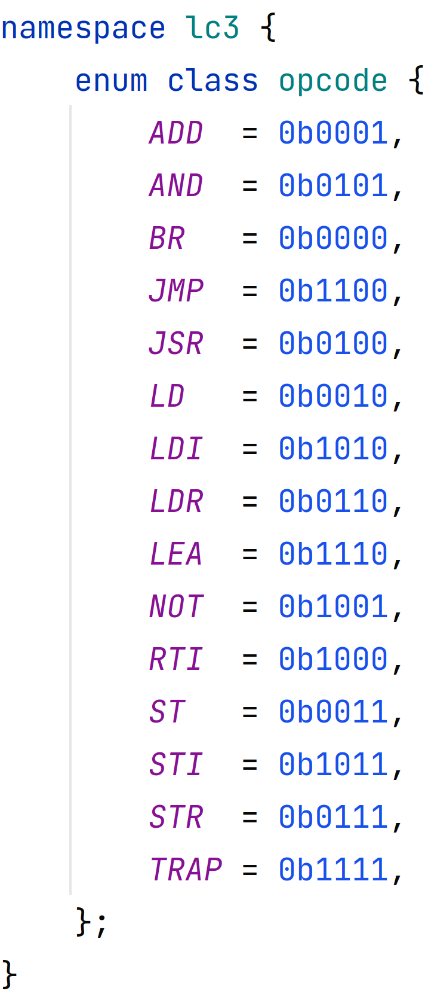 namespace lc3 {
    enum class opcode {
        ADD  = 0b0001,
        AND  = 0b0101,
        BR   = 0b0000,
        JMP  = 0b1100,
        JSR  = 0b0100,
        LD   = 0b0010,
        LDI  = 0b1010,
        LDR  = 0b0110,
        LEA  = 0b1110,
        NOT  = 0b1001,
        RTI  = 0b1000,
        ST   = 0b0011,
        STI  = 0b1011,
        STR  = 0b0111,
        TRAP = 0b1111,
    };
}